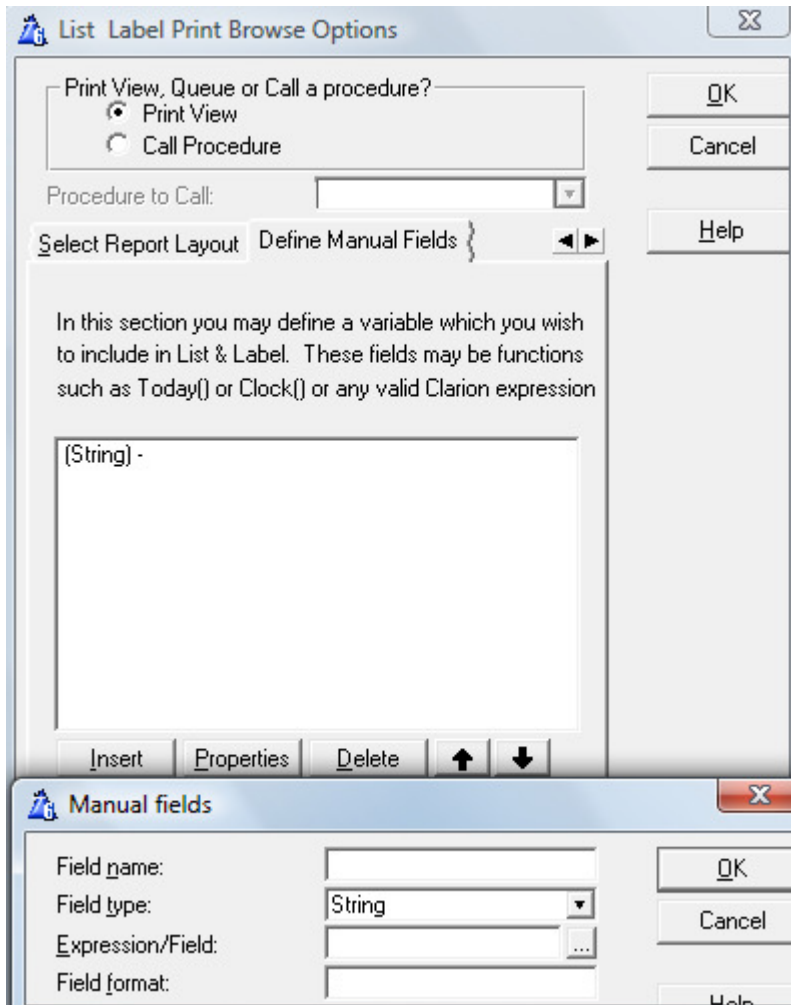 List Label Print Browse Options
Print View, Queue or Call a procedure?
Print View
Call Procedure
OK
Cancel
Procedure to Call:
Help
Select Report Layout
Define Manual Fields
In this section you may define a variable which you wish
to include in List & Label. These fields may be functions
such as Today() or Clock() or any valid Clarion expression
(String) -
Insert
Properties
Delete
Manual fields
Field name:
OK
Field type:
String
Cancel
Expression/Field:
...
Field format:
Help